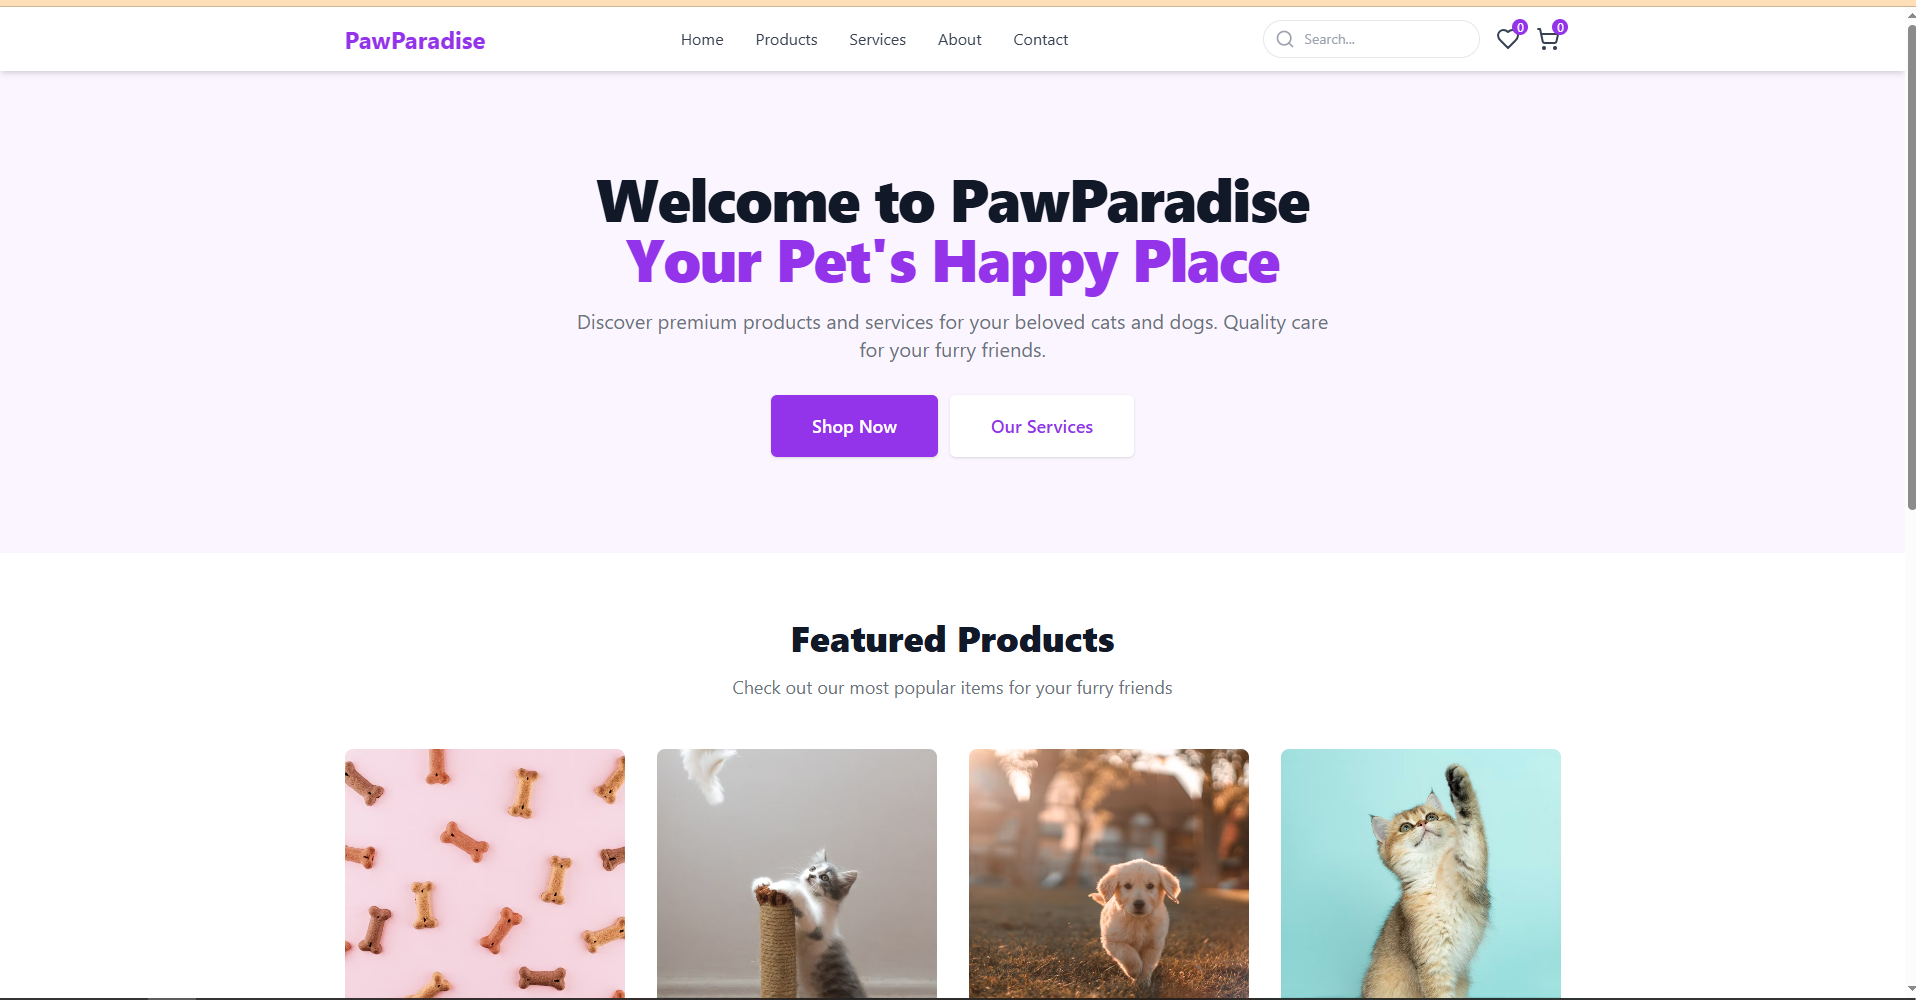 PawParadise
Home
Products
Services
About
Contact
Search...
0
0
Welcome to PawParadise
Your Pet's Happy Place
Discover premium products and services for your beloved cats and dogs. Quality care
for your furry friends.
Shop Now
Our Services
Featured Products
Check out our most popular items for your furry friends